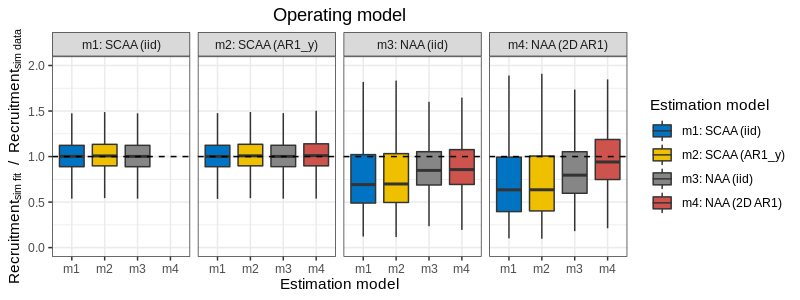 Operating model
m1: SCAA (iid)
m2: SCAA (AR1_y)
m3: NAA (iid)
m4: NAA (2D AR1)
Recruitment sim fit / Recruitment sim data
2.0
1.5
1.0
0.5
0.0
m1 m2 m3 m4
m1 m2 m3 m4
m1 m2 m3 m4
m1 m2 m3 m4
Estimation model
Estimation model
m1: SCAA (iid)
m2: SCAA (AR1_y)
m3: NAA (iid)
m4: NAA (2D AR1)